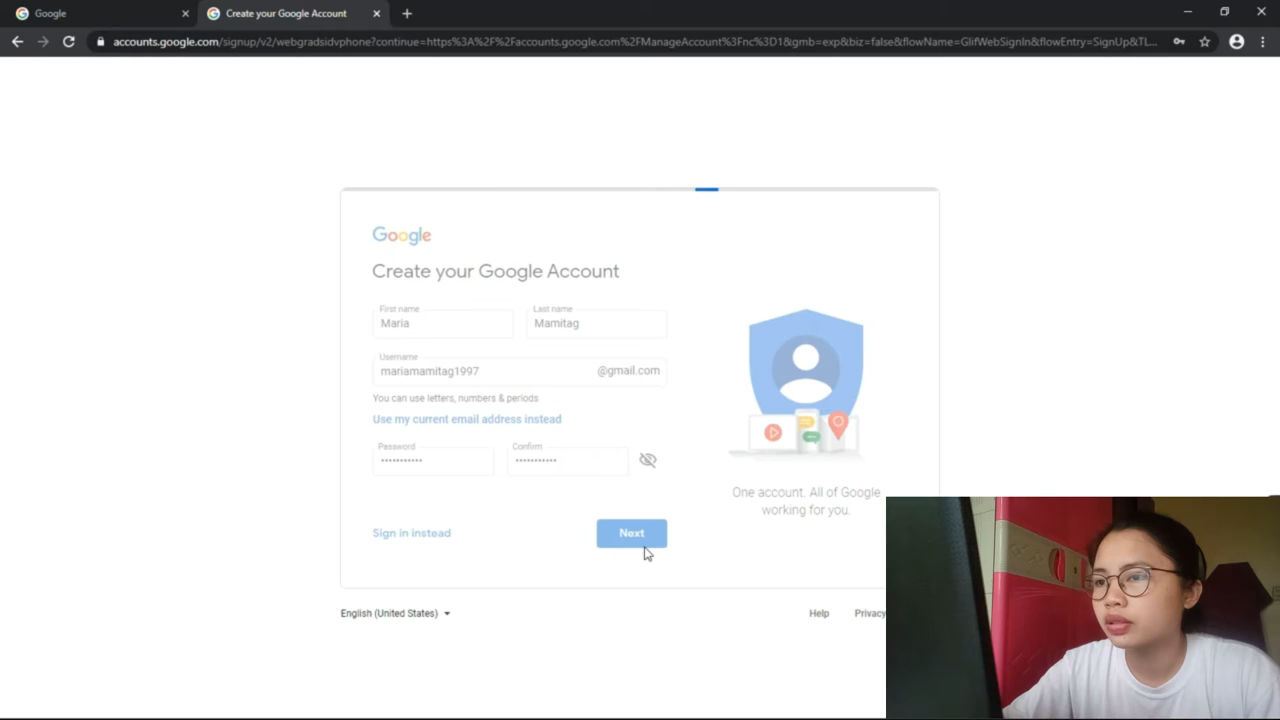 Google
Create your Google Account
accounts.google.com/signup/v2/webgradsidvphone?continue=https%3A%2F%2Faccounts.google.com%2FManageAccount%3Fnc%3D1&gmb=exp&biz=false&flowName=GlifWebSignIn&flowEntry=SignUp&TL...
Google
Create your Google Account
First name
Maria
Last name
Mamitag
Username
mariamamitag1997
@gmail.com
You can use letters, numbers & periods
Use my current email address instead
Password
Confirm
Sign in instead
Next
One account. All of Google
working for you.
English (United States)
Help
Privacy